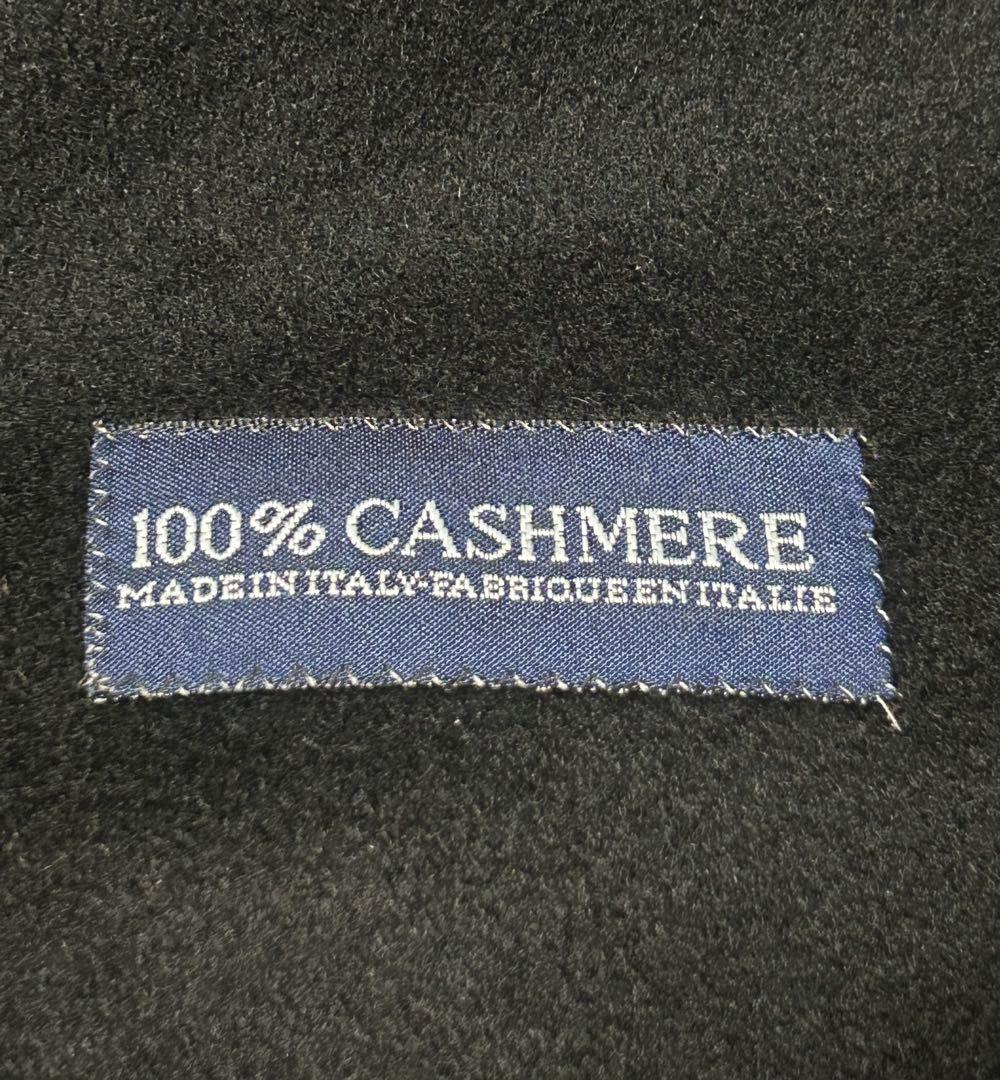 100% CASHMERE
MADE IN ITALY-FABRIQUE EN ITALIE